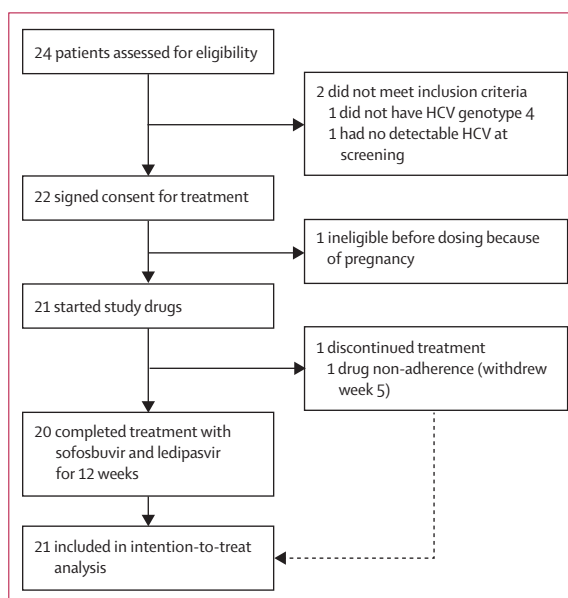 24 patients assessed for eligibility
2 did not meet inclusion criteria
1 did not have HCV genotype 4
1 had no detectable HCV at
screening
22 signed consent for treatment
1 ineligible before dosing because
of pregnancy
21 started study drugs
1 discontinued treatment
1 drug non-adherence (withdrew
week 5)
20 completed treatment with
sofosbuvir and ledipasvir
for 12 weeks
21 included in intention-to-treat
analysis